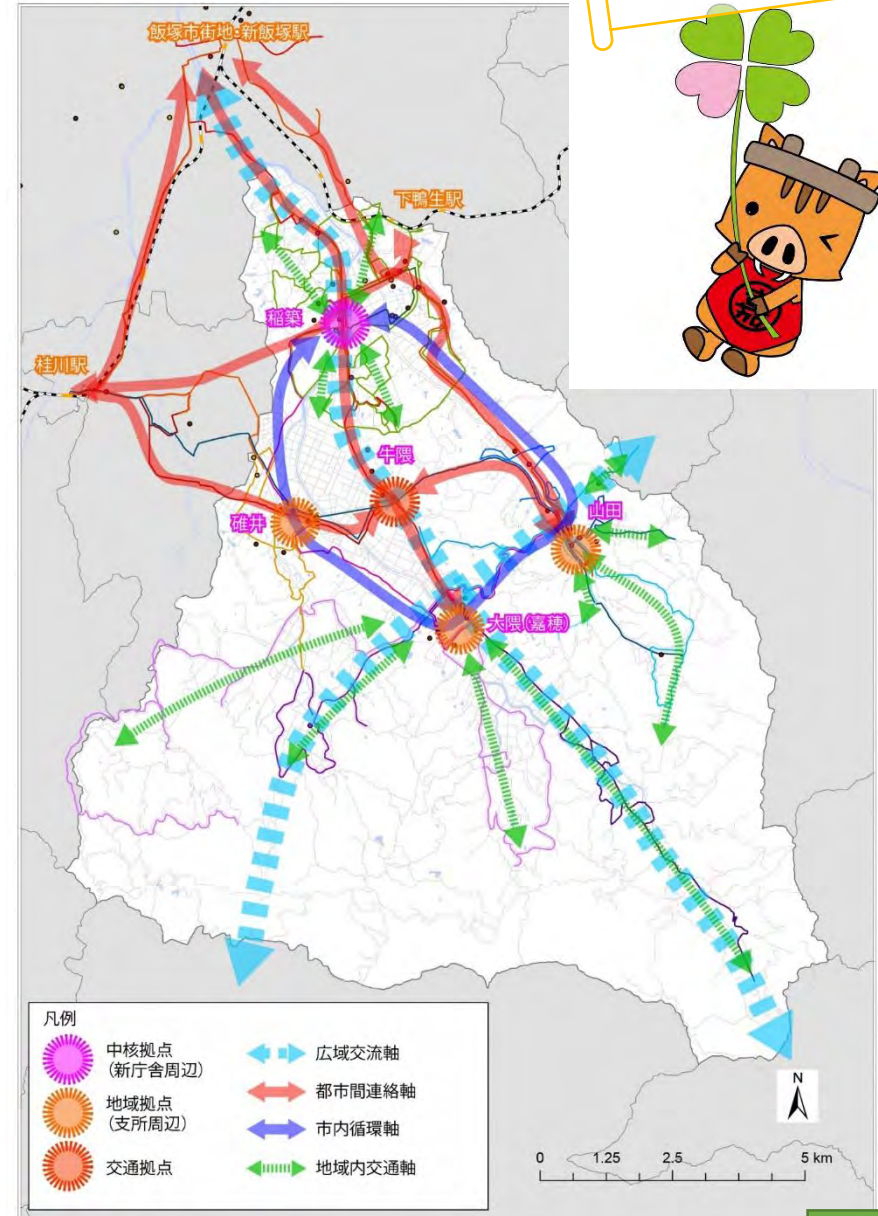 飯塚市街地・新飯塚駅
下鴨生駅
稲築
桂川駅
牛隈
碓井
山田
大隈(嘉穂)
嘉
凡例
中核拠点
(新庁舎周辺)
地域拠点
(支所周辺)
交通拠点
広域交流軸
都市間連絡軸
市内循環軸
地域内交通軸
N
0 1.25 2.5 5 km